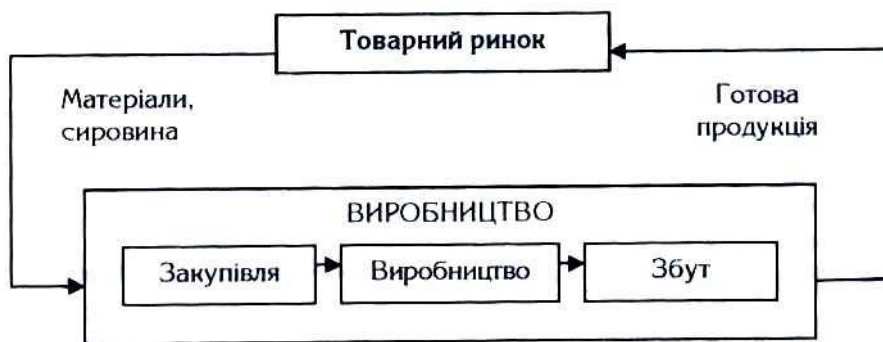 Товарний ринок
Матеріали,
сировина
Готова
продукція
ВИРОБНИЦТВО
Закупівля
Виробництво
Збут